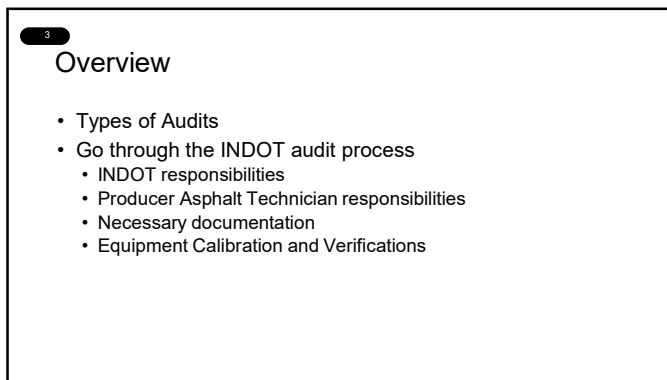 3
Overview
• Types of Audits
• Go through the INDOT audit process
• INDOT responsibilities
• Producer Asphalt Technician responsibilities
• Necessary documentation
• Equipment Calibration and Verifications